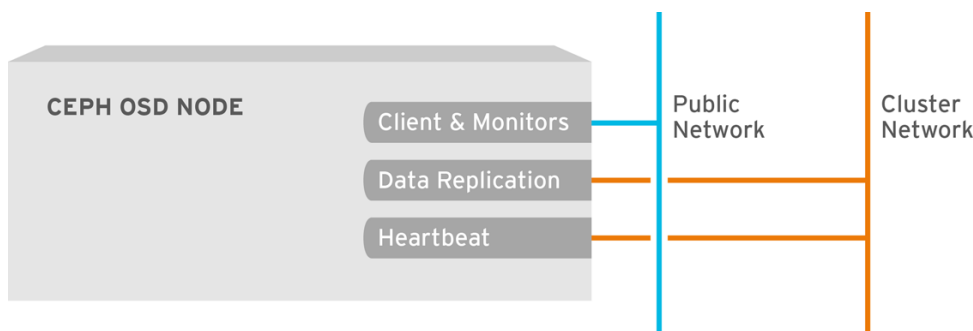 CEPH OSD NODE
Client & Monitors
Data Replication
Heartbeat
Public
Network
Cluster
Network